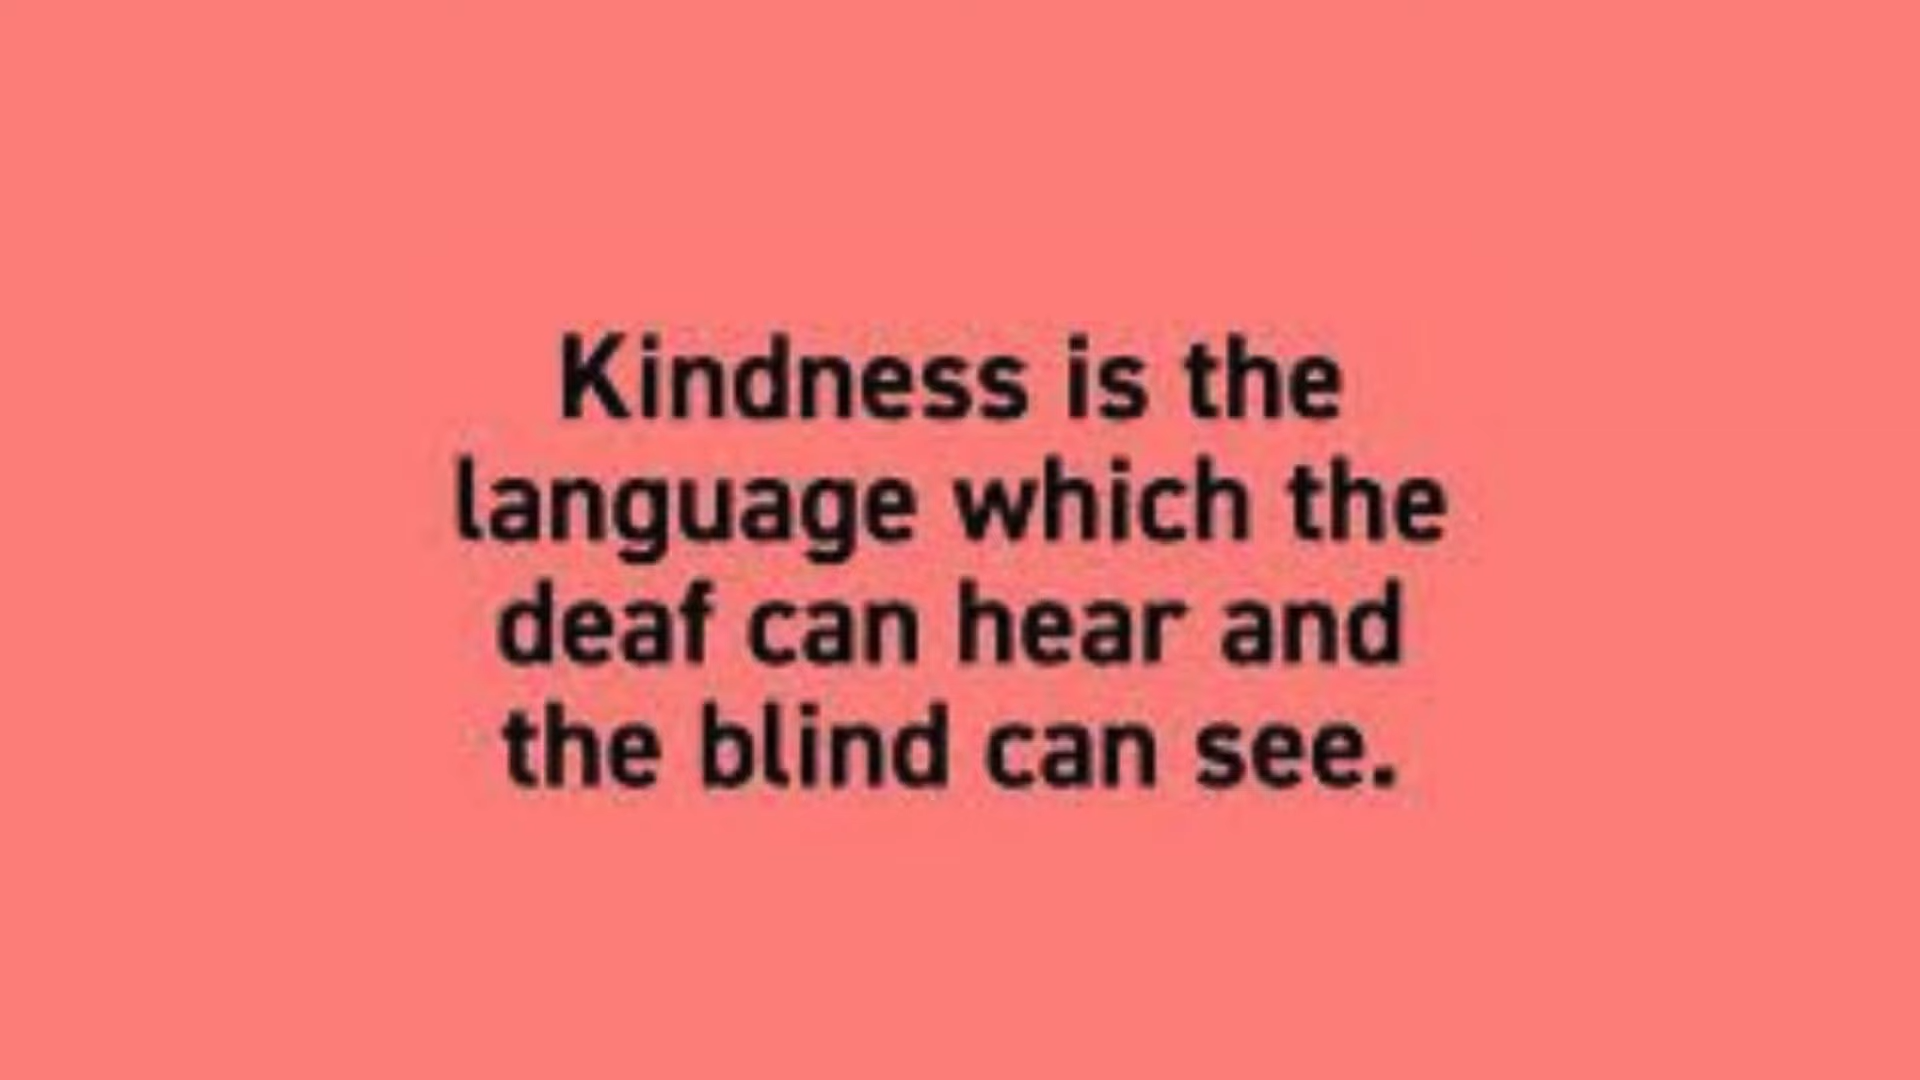 Kindness is the
language which the
deaf can hear and
the blind can see.